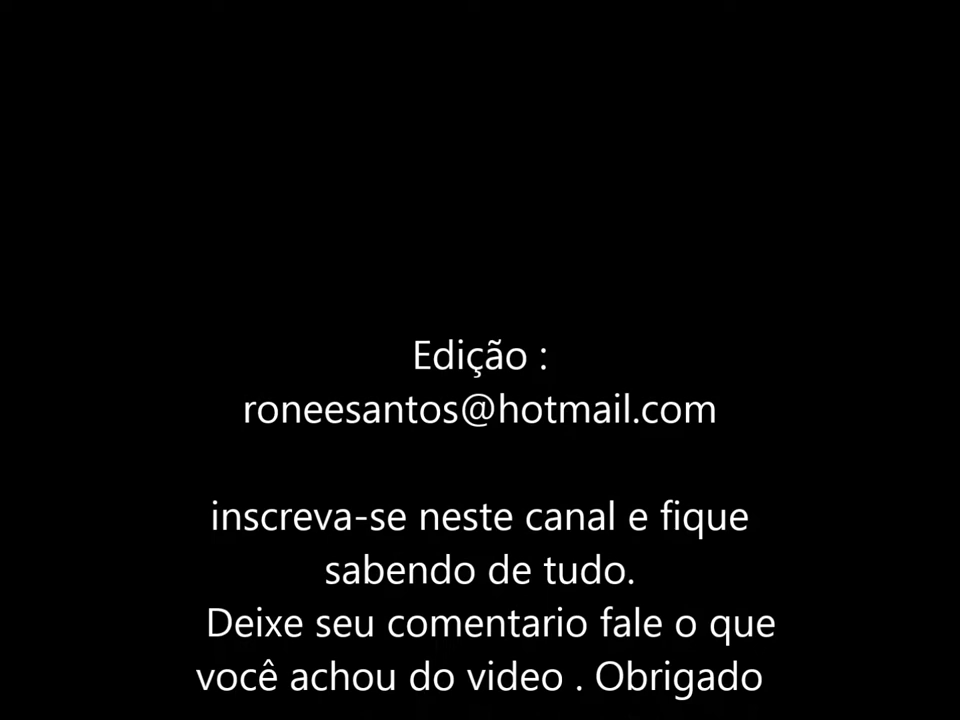 Edição :
roneesantos@hotmail.com
inscreva-se neste canal e fique
sabendo de tudo.
Deixe seu comentario fale o que
você achou do video . Obrigado